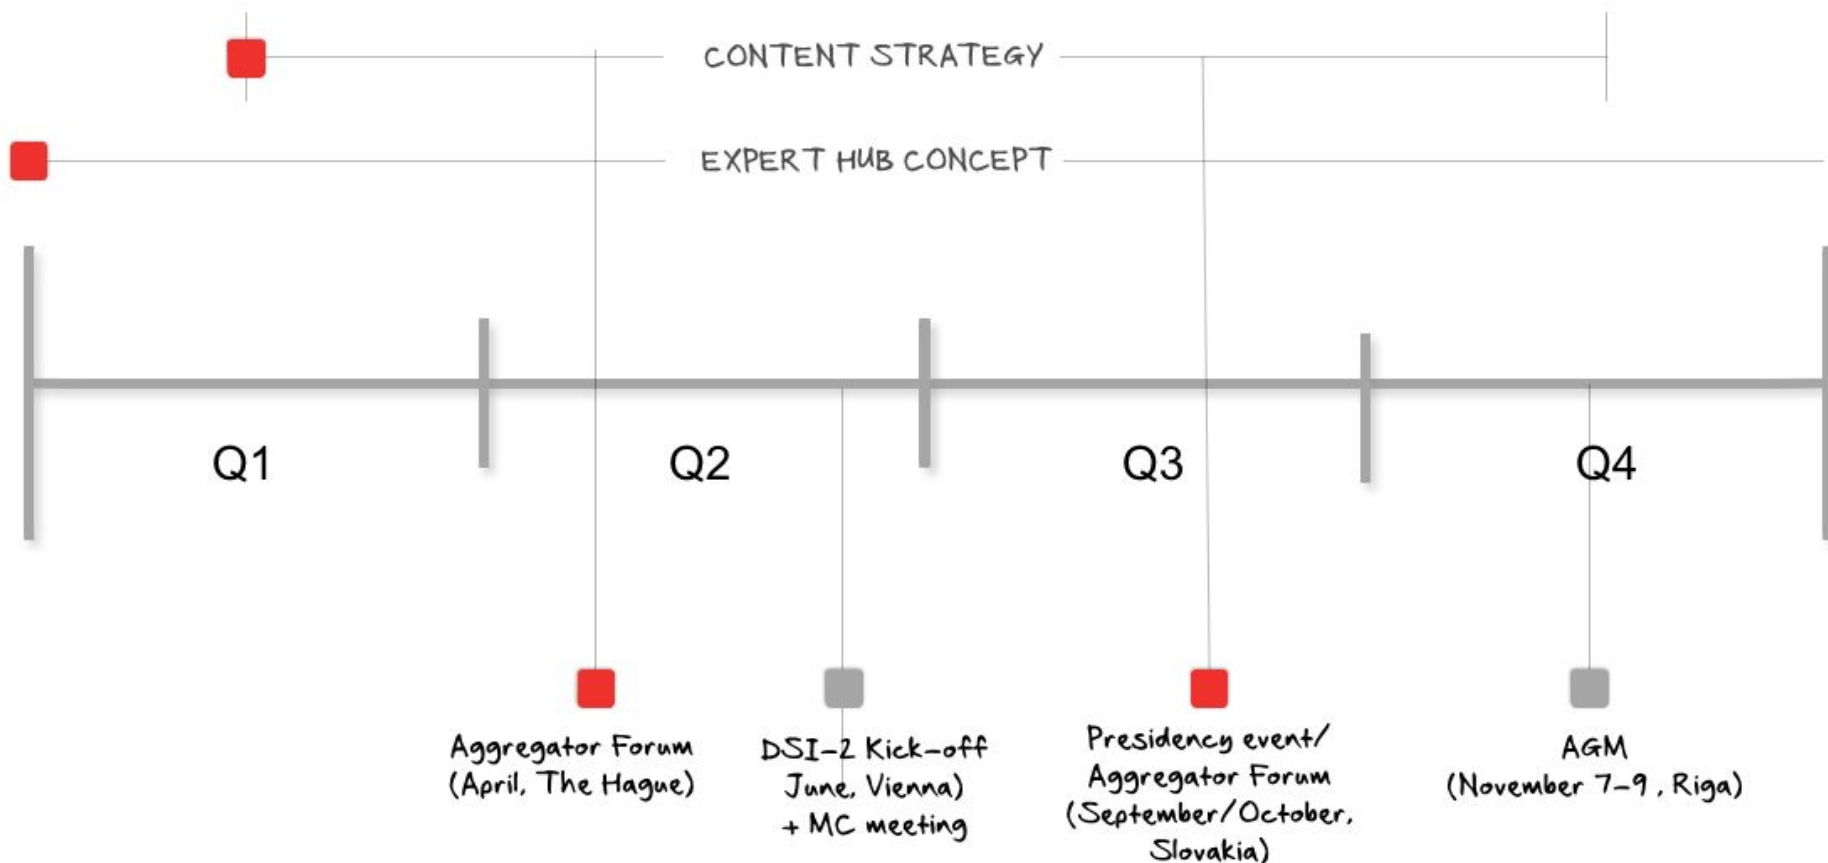 CONTENT STRATEGY
EXPERT HUB CONCEPT
Q1
Q2
Q3
Q4
Aggregator Forum
(April, The Hague)
DSI-2 Kick-off
June, Vienna)
+ MC meeting
Presidency event/
Aggregator Forum
(September/October,
Slovakia)
AGM
(November 7-9, Riga)